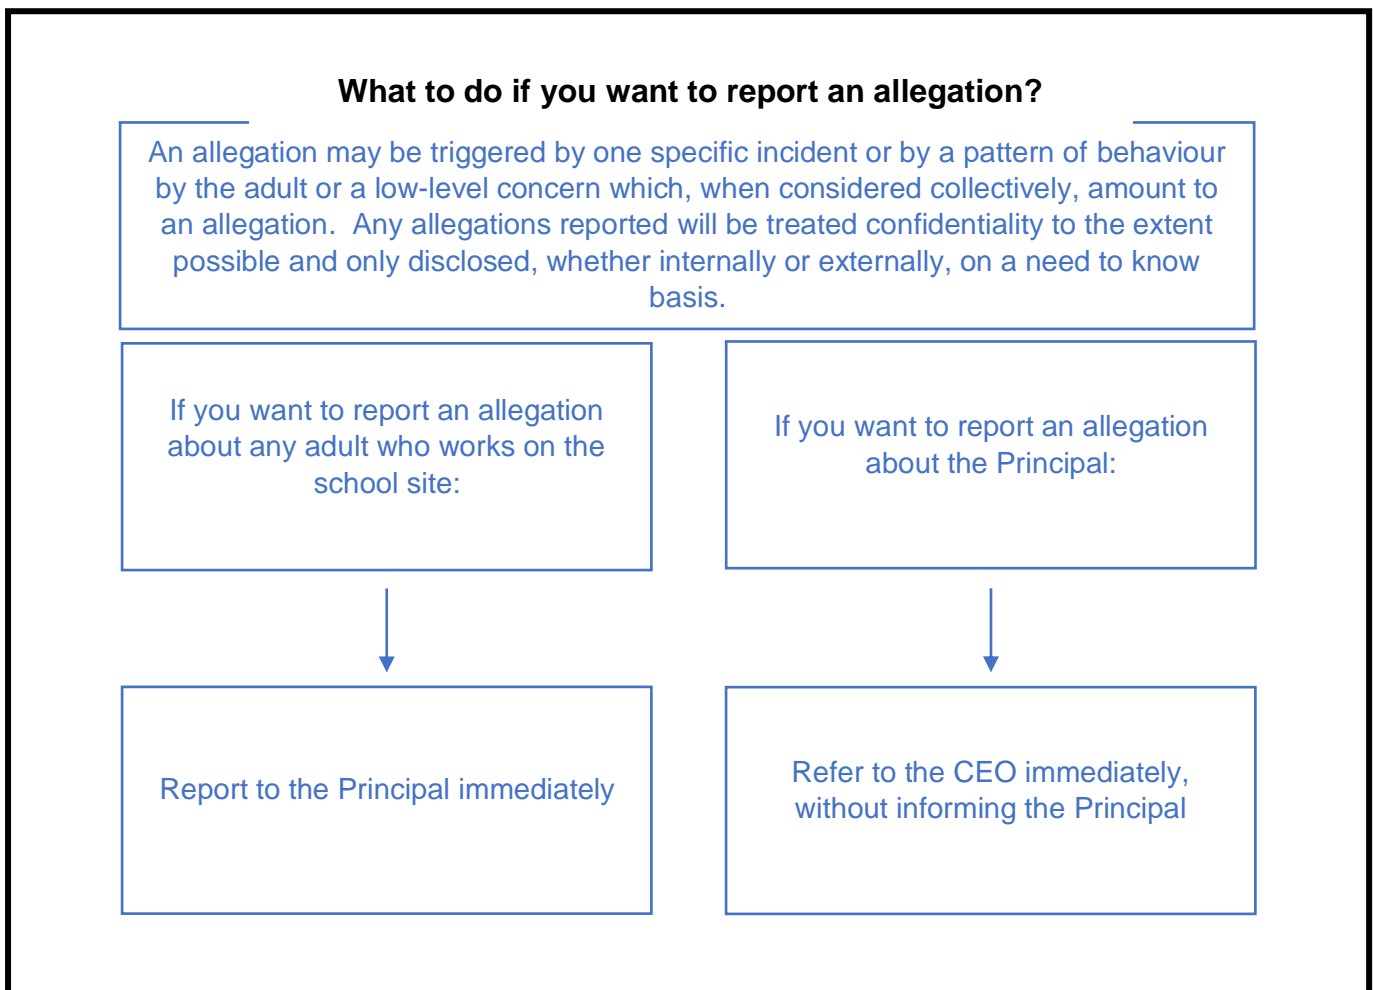 What to do if you want to report an allegation?
An allegation may be triggered by one specific incident or by a pattern of behaviour
by the adult or a low-level concern which, when considered collectively, amount to
an allegation.  Any allegations reported will be treated confidentiality to the extent
possible and only disclosed, whether internally or externally, on a need to know
basis.
If you want to report an allegation
about any adult who works on the
school site:
If you want to report an allegation
about the Principal:
Report to the Principal immediately
Refer to the CEO immediately,
without informing the Principal